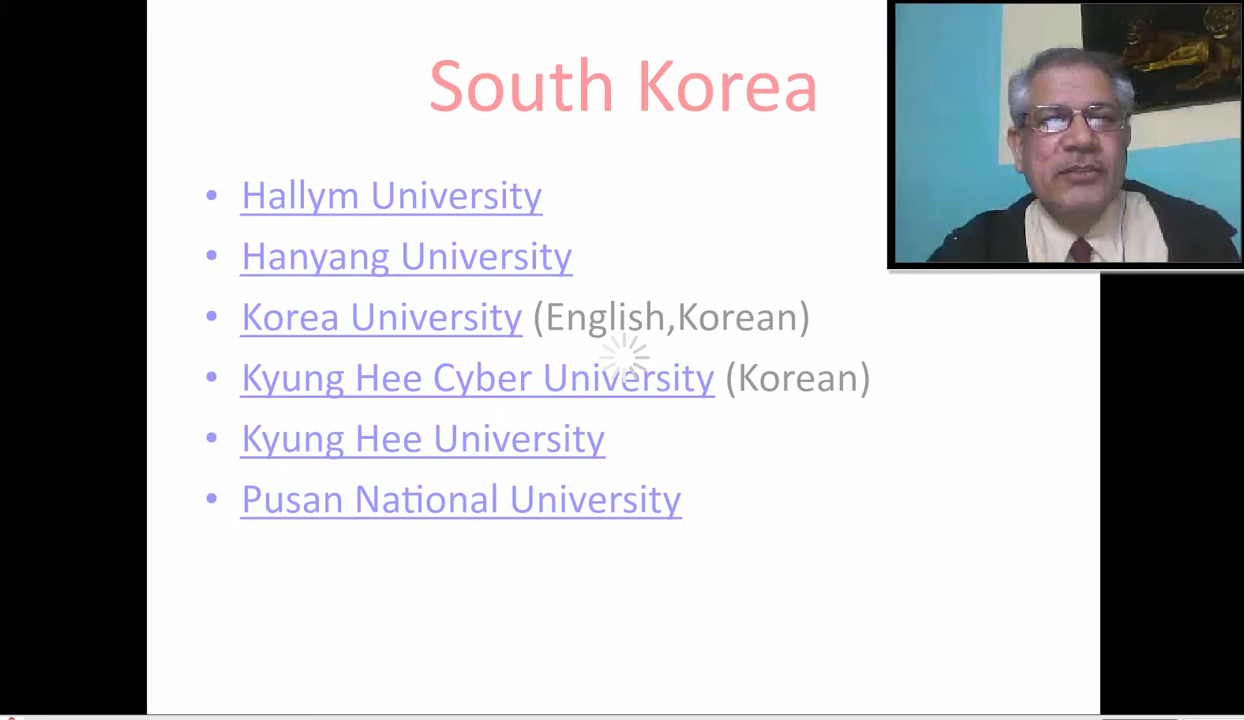 South Korea
• Hallym University
• Hanyang University
• Korea University (English,Korean)
• Kyung Hee Cyber University (Korean)
• Kyung Hee University
• Pusan National University